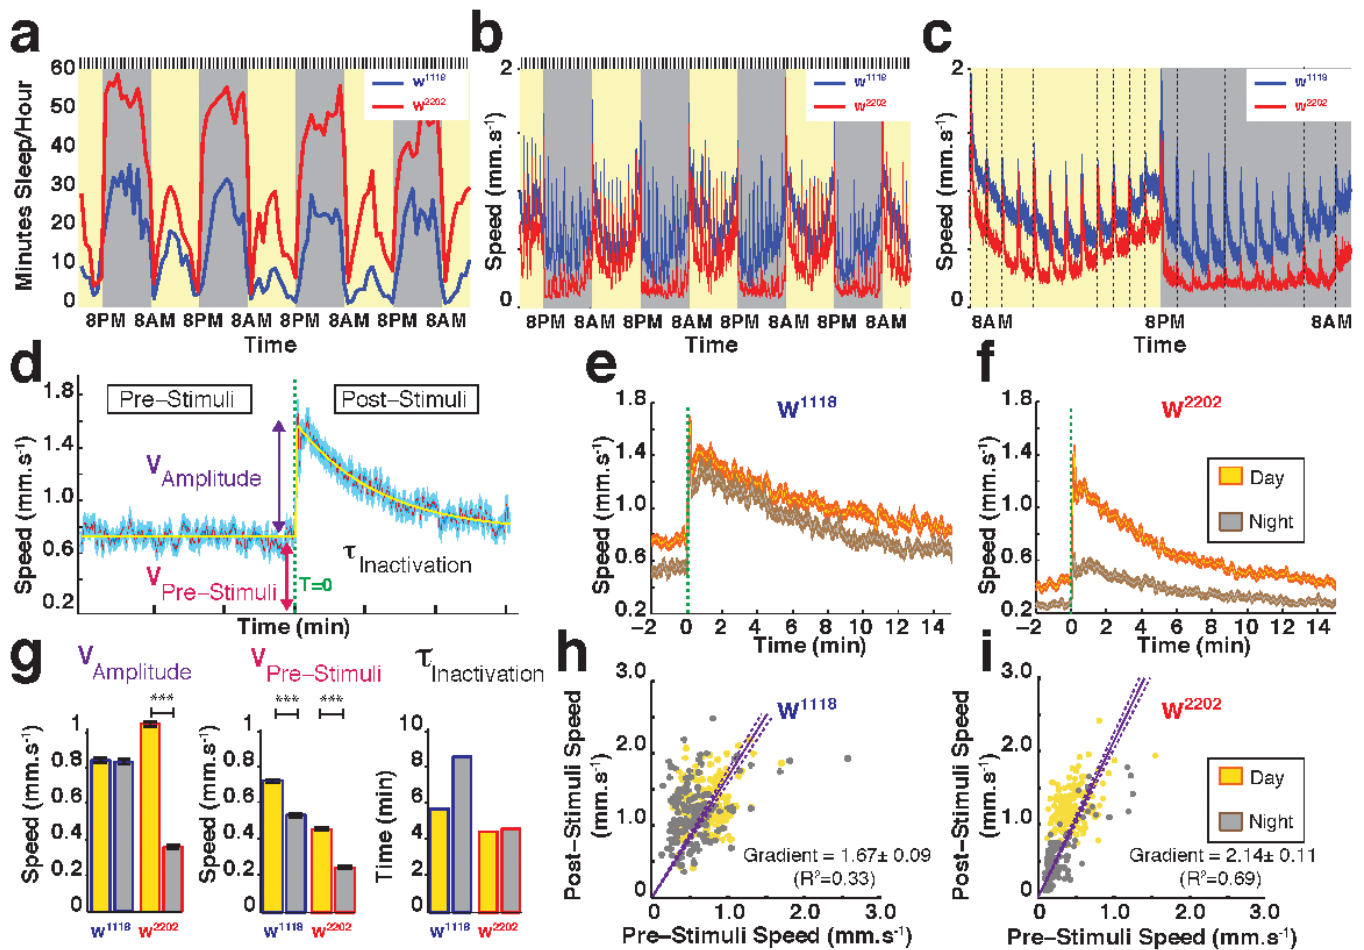 a
b
c
60
50
40
30
20
10
0
Minutes Sleep/Hour
w1118
w2202
8PM 8AM 8PM 8AM 8PM 8AM 8PM 8AM
Time
2
1
0
Speed (mm.s-1)
w1118
w2202
8PM 8AM 8PM 8AM 8PM 8AM 8PM 8AM
Time
2
1
0
Speed (mm.s-1)
w1118
w2202
8AM 8PM 8AM
Time
d
e
f
1.8
1.4
1.0
0.6
0.2
Speed (mm.s-1)
Pre–Stimuli
Post–Stimuli
V Amplitude
V Pre–Stimuli
T=0
τ Inactivation
Time (min)
w1118
1.8
1.4
1.0
0.6
0.2
Speed (mm.s-1)
–2 0 2 4 6 8 10 12 14
Time (min)
w2202
1.8
1.4
1.0
0.6
0.2
Speed (mm.s-1)
Day
Night
–2 0 2 4 6 8 10 12 14
Time (min)
g
h
i
V Amplitude
***
1
0.8
0.6
0.4
0.2
0
Speed (mm.s-1)
w1118 w2202
V Pre–Stimuli
*** ***
1
0.8
0.6
0.4
0.2
0
Speed (mm.s-1)
w1118 w2202
τ Inactivation
10
8
6
4
2
0
Time (min)
w1118 w2202
w1118
3.0
2.0
1.0
0
Post–Stimuli Speed
(mm.s-1)
Gradient = 1.67± 0.09
(R2=0.33)
0 1.0 2.0 3.0
Pre–Stimuli Speed (mm.s-1)
w2202
3.0
2.0
1.0
0
Post–Stimuli Speed
(mm.s-1)
Day
Night
Gradient = 2.14± 0.11
(R2=0.69)
0 1.0 2.0 3.0
Pre–Stimuli Speed (mm.s-1)